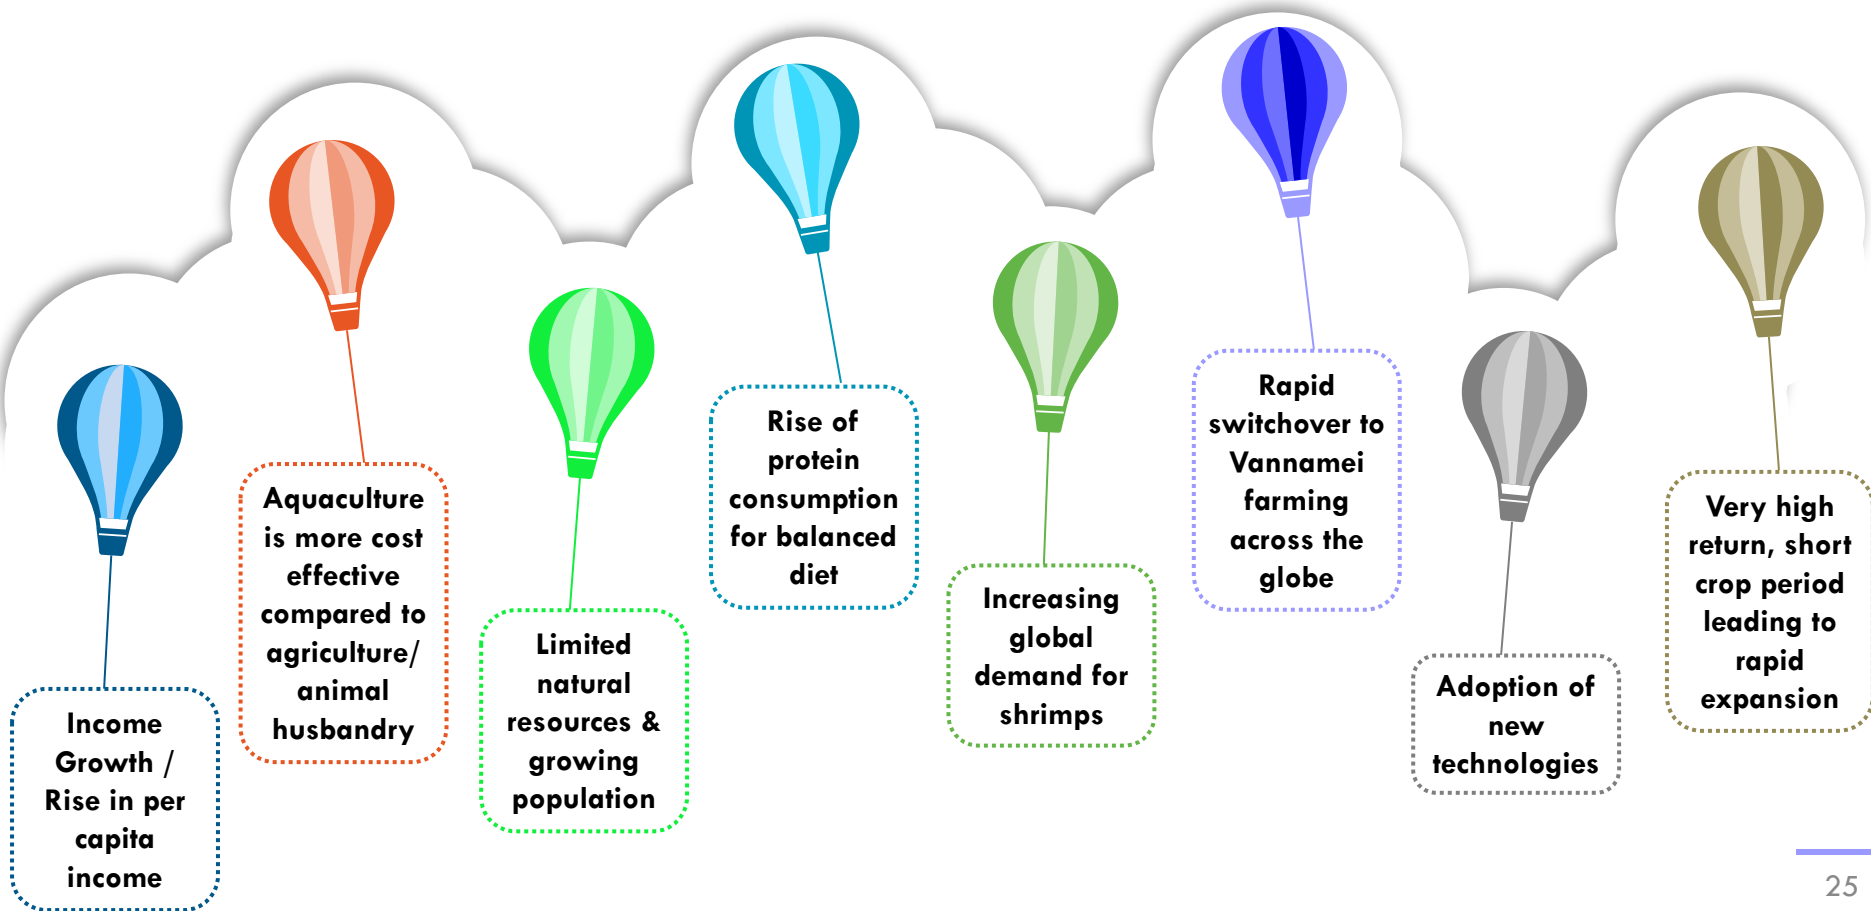 Income
Growth /
Rise in per
capita
income
Aquaculture
is more cost
effective
compared to
agriculture/
animal
husbandry
Limited
natural
resources &
growing
population
Rise of
protein
consumption
for balanced
diet
Increasing
global
demand for
shrimps
Rapid
switchover to
Vannamei
farming
across the
globe
Adoption of
new
technologies
Very high
return, short
crop period
leading to
rapid
expansion
25